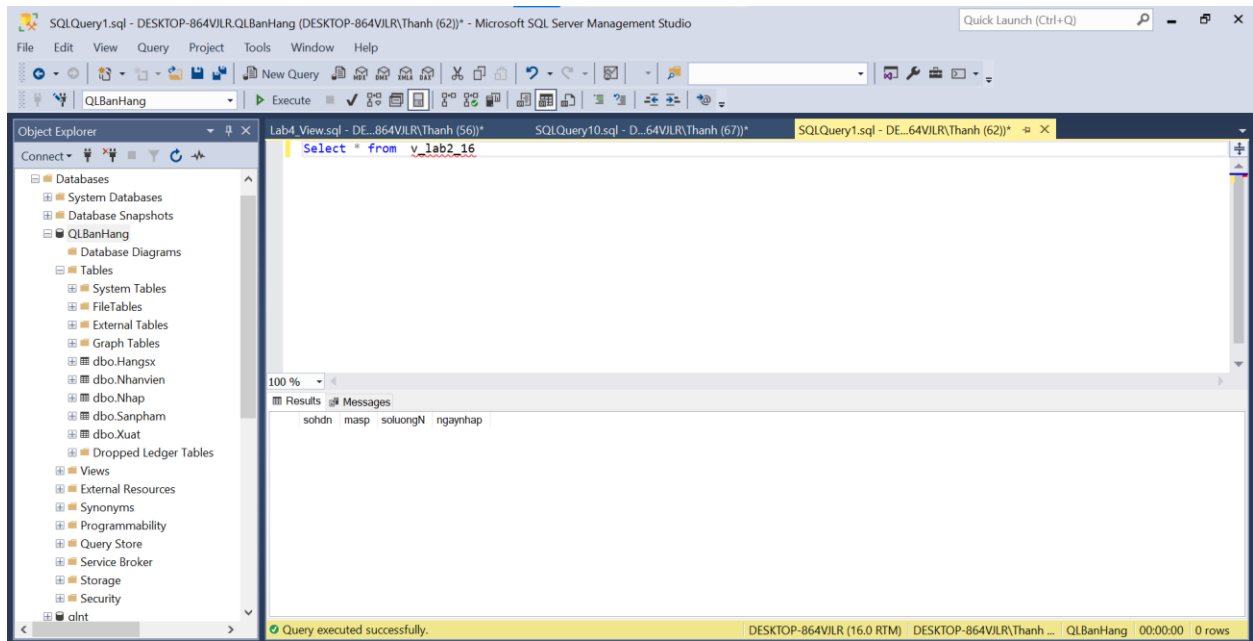 SQLQuery1.sql - DESKTOP-864VJLR.QLBanHang (DESKTOP-864VJLR\Thanh (62))* - Microsoft SQL Server Management Studio
Quick Launch (Ctrl+Q)
File Edit View Query Project Tools Window Help
New Query MDX DMX XMLA DAX
QLBanHang
Execute
Object Explorer
Lab4_View.sql - DE...864VJLR\Thanh (56))*
SQLQuery10.sql - D...64VJLR\Thanh (67))*
SQLQuery1.sql - DE...64VJLR\Thanh (62))*
Connect
Databases
System Databases
Database Snapshots
QLBanHang
Database Diagrams
Tables
System Tables
FileTables
External Tables
Graph Tables
dbo.Hangsx
dbo.Nhanvien
dbo.Nhap
dbo.Sanpham
dbo.Xuat
Dropped Ledger Tables
Views
External Resources
Synonyms
Programmability
Query Store
Service Broker
Storage
Security
Select * from v_lab2_16
100 %
Results Messages
sohdn masp soluongN ngaynhap
Query executed successfully.
DESKTOP-864VJLR (16.0 RTM) DESKTOP-864VJLR\Thanh ... QLBanHang 00:00:00 0 rows